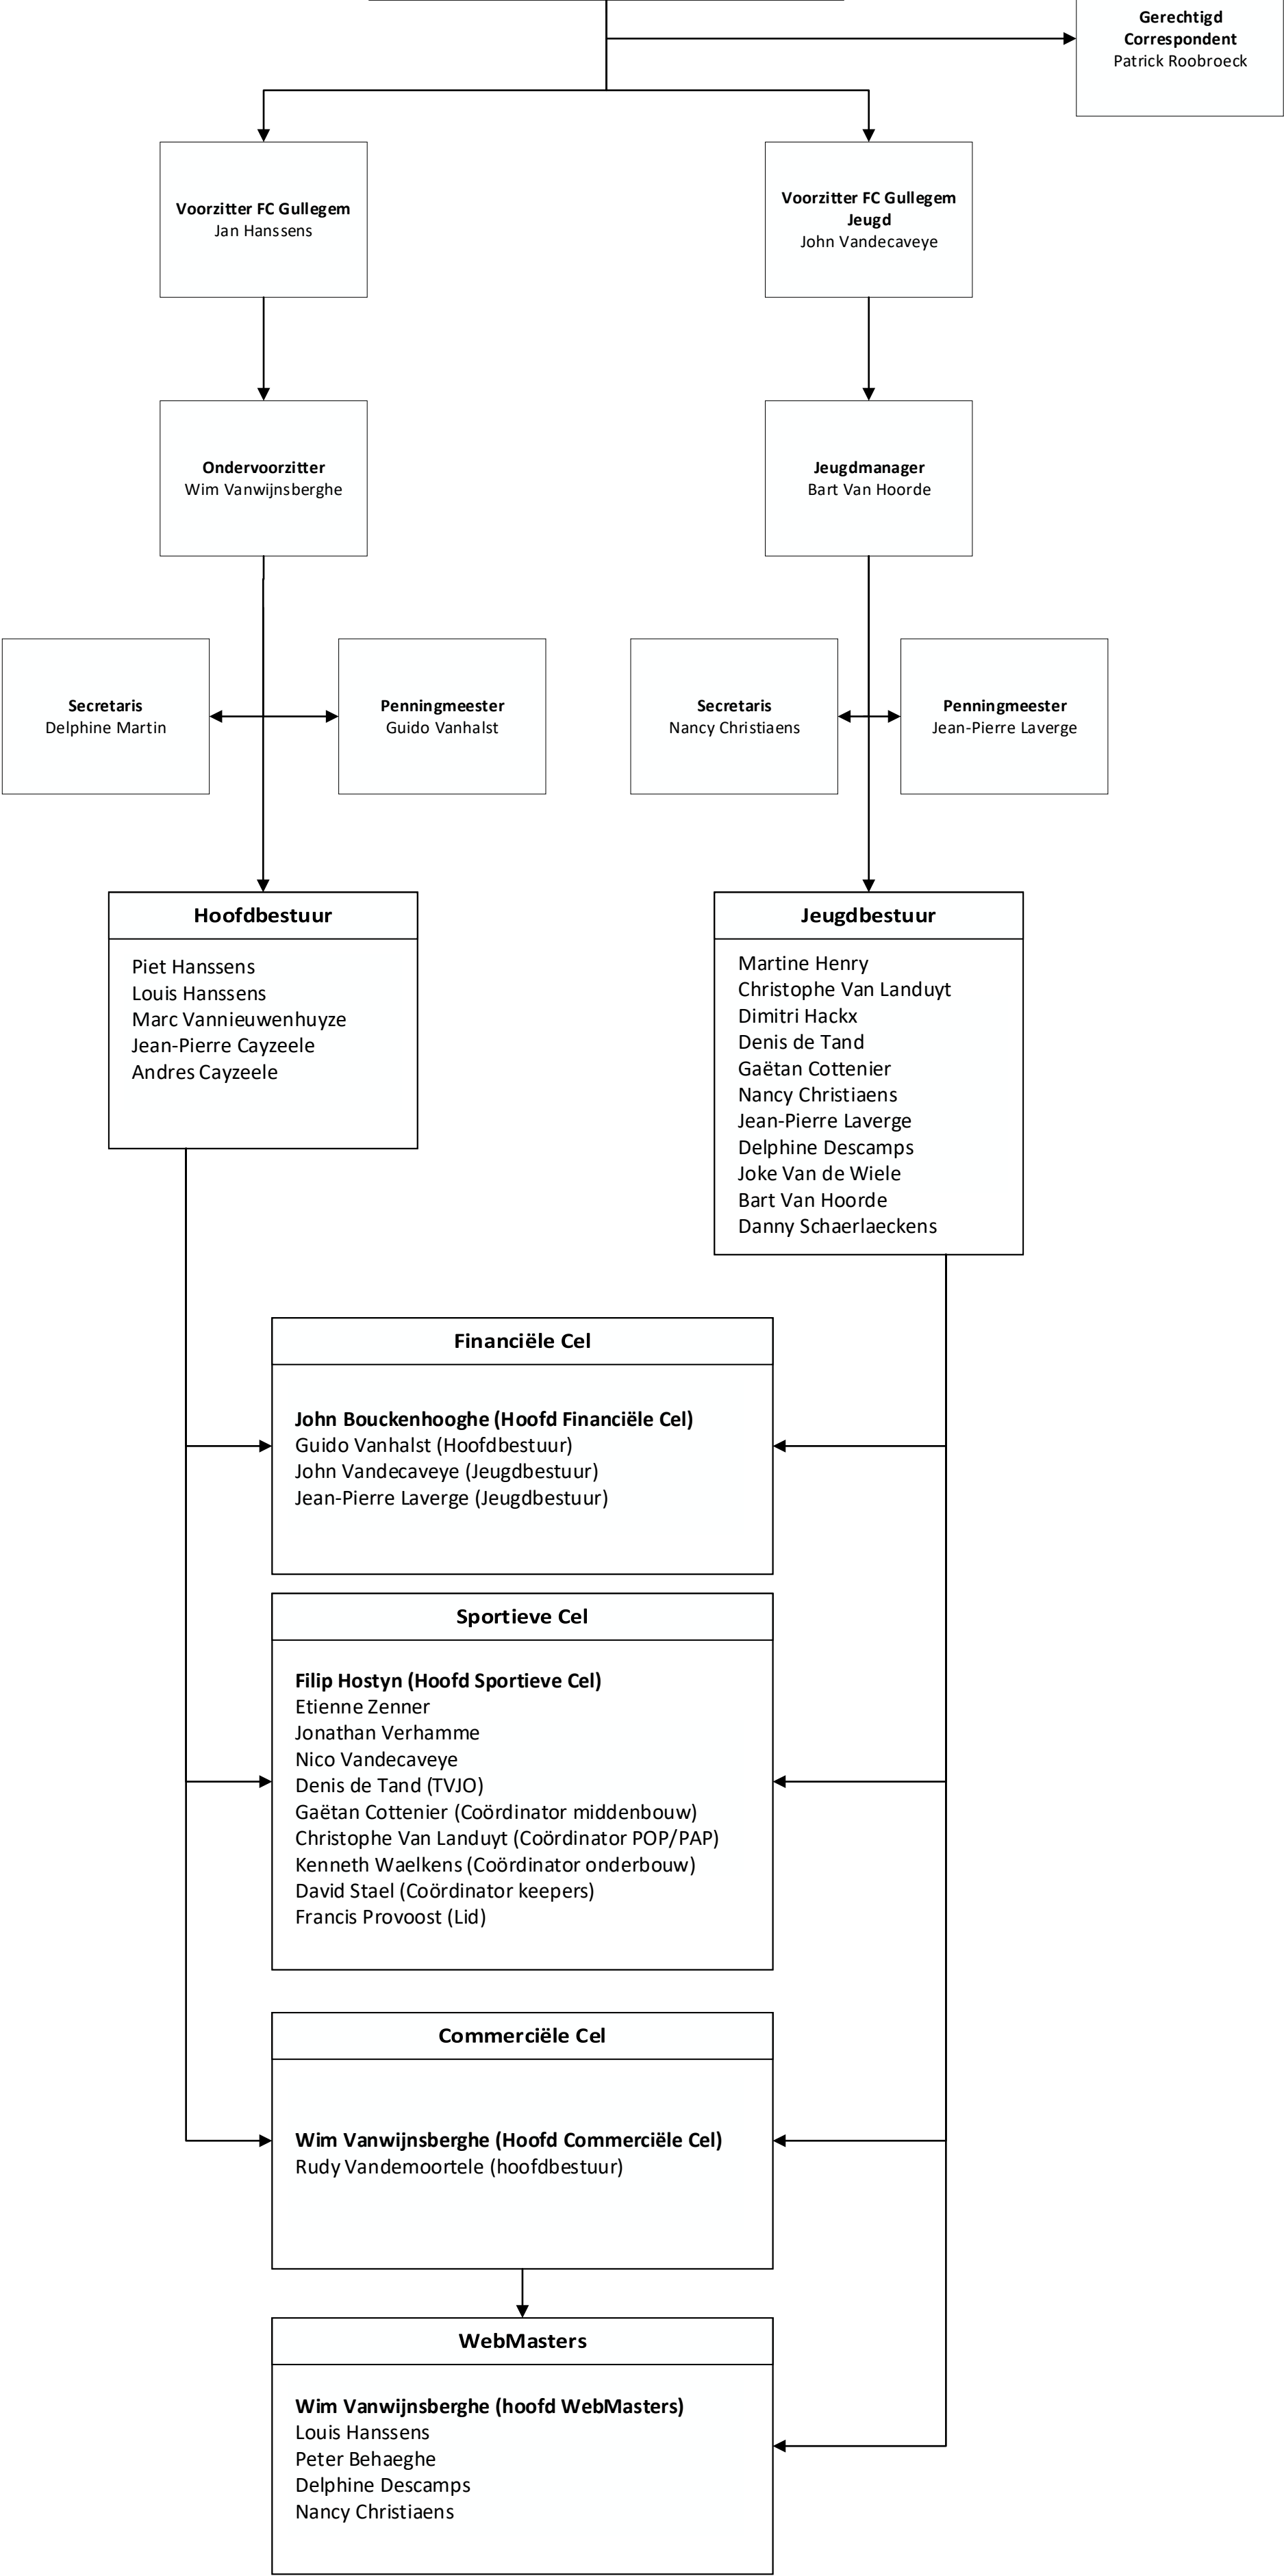 Gerechtigd
Correspondent
Patrick Roobroeck
Voorzitter FC Gullegem
Jan Hanssens
Voorzitter FC Gullegem
Jeugd
John Vandecaveye
Ondervoorzitter
Wim Vanwijnsberghe
Jeugdmanager
Bart Van Hoorde
Secretaris
Delphine Martin
Penningmeester
Guido Vanhalst
Secretaris
Nancy Christiaens
Penningmeester
Jean-Pierre Laverge
Hoofdbestuur
Piet Hanssens
Louis Hanssens
Marc Vannieuwenhuyze
Jean-Pierre Cayzeele
Andres Cayzeele
Jeugdbestuur
Martine Henry
Christophe Van Landuyt
Dimitri Hackx
Denis de Tand
Gaëtan Cottenier
Nancy Christiaens
Jean-Pierre Laverge
Delphine Descamps
Joke Van de Wiele
Bart Van Hoorde
Danny Schaerlaeckens
Financiële Cel
John Bouckenhooghe (Hoofd Financiële Cel)
Guido Vanhalst (Hoofdbestuur)
John Vandecaveye (Jeugdbestuur)
Jean-Pierre Laverge (Jeugdbestuur)
Sportieve Cel
Filip Hostyn (Hoofd Sportieve Cel)
Etienne Zenner
Jonathan Verhamme
Nico Vandecaveye
Denis de Tand (TVJO)
Gaëtan Cottenier (Coördinator middenbouw)
Christophe Van Landuyt (Coördinator POP/PAP)
Kenneth Waelkens (Coördinator onderbouw)
David Stael (Coördinator keepers)
Francis Provoost (Lid)
Commerciële Cel
Wim Vanwijnsberghe (Hoofd Commerciële Cel)
Rudy Vandemoortele (hoofdbestuur)
WebMasters
Wim Vanwijnsberghe (hoofd WebMasters)
Louis Hanssens
Peter Behaeghe
Delphine Descamps
Nancy Christiaens